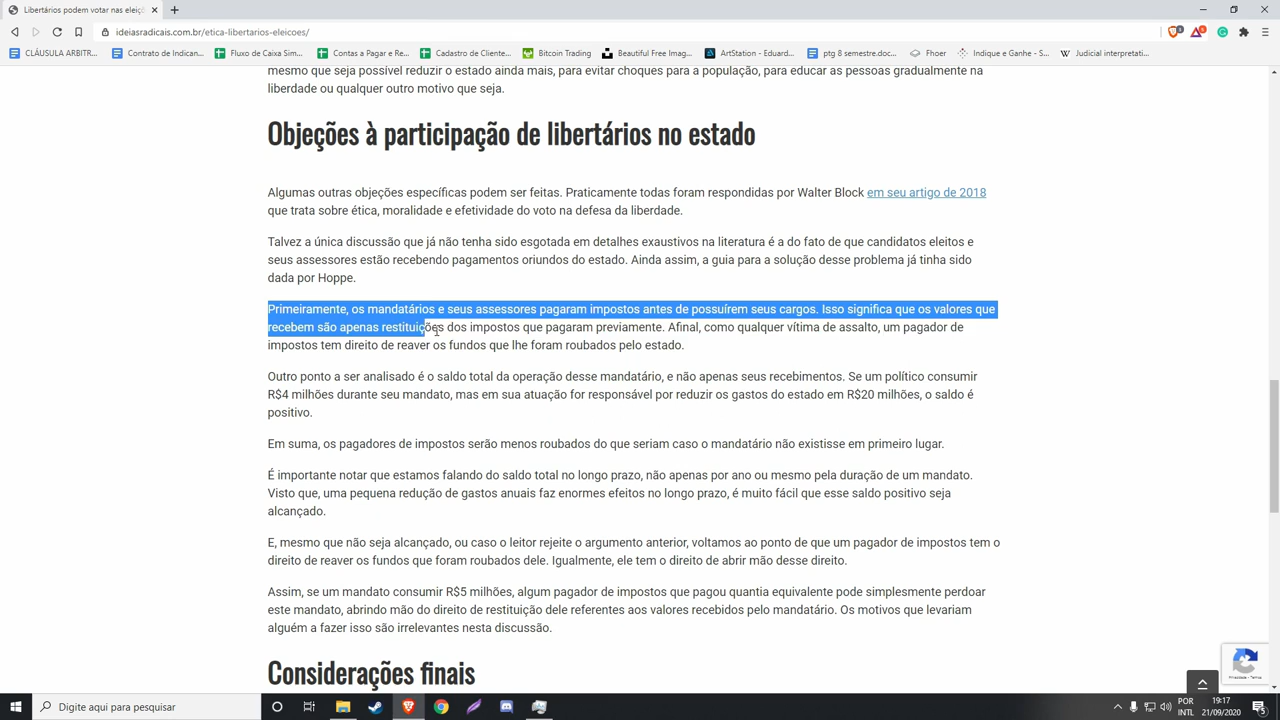 Libertários podem votar nas eleiçõ
ideiasradicais.com.br/etica-libertarios-eleicoes/
CLÁUSULA ARBITR...
Contrato de Indican...
Fluxo de Caixa Sim...
Contas a Pagar e Re...
Cadastro de Cliente...
Bitcoin Trading
Beautiful Free Imag...
ArtStation - Eduard...
ptg 8 semestre.doc...
Fhoer
Indique e Ganhe - S...
Judicial interpretati...
mesmo que seja possível reduzir o estado ainda mais, para evitar choques para a população, para educar as pessoas gradualmente na
liberdade ou qualquer outro motivo que seja.
Objeções à participação de libertários no estado
Algumas outras objeções específicas podem ser feitas. Praticamente todas foram respondidas por Walter Block em seu artigo de 2018
que trata sobre ética, moralidade e efetividade do voto na defesa da liberdade.
Talvez a única discussão que já não tenha sido esgotada em detalhes exaustivos na literatura é a do fato de que candidatos eleitos e
seus assessores estão recebendo pagamentos oriundos do estado. Ainda assim, a guia para a solução desse problema já tinha sido
dada por Hoppe.
Primeiramente, os mandatários e seus assessores pagaram impostos antes de possuírem seus cargos. Isso significa que os valores que
recebem são apenas restituições dos impostos que pagaram previamente. Afinal, como qualquer vítima de assalto, um pagador de
impostos tem direito de reaver os fundos que lhe foram roubados pelo estado.
Outro ponto a ser analisado é o saldo total da operação desse mandatário, e não apenas seus recebimentos. Se um político consumir
R$4 milhões durante seu mandato, mas em sua atuação for responsável por reduzir os gastos do estado em R$20 milhões, o saldo é
positivo.
Em suma, os pagadores de impostos serão menos roubados do que seriam caso o mandatário não existisse em primeiro lugar.
É importante notar que estamos falando do saldo total no longo prazo, não apenas por ano ou mesmo pela duração de um mandato.
Visto que, uma pequena redução de gastos anuais faz enormes efeitos no longo prazo, é muito fácil que esse saldo positivo seja
alcançado.
E, mesmo que não seja alcançado, ou caso o leitor rejeite o argumento anterior, voltamos ao ponto de que um pagador de impostos tem o
direito de reaver os fundos que foram roubados dele. Igualmente, ele tem o direito de abrir mão desse direito.
Assim, se um mandato consumir R$5 milhões, algum pagador de impostos que pagou quantia equivalente pode simplesmente perdoar
este mandato, abrindo mão do direito de restituição dele referentes aos valores recebidos pelo mandatário. Os motivos que levariam
alguém a fazer isso são irrelevantes nesta discussão.
Considerações finais
Privacidade - Termos
Digite aqui para pesquisar
POR
INTL
19:17
21/09/2020